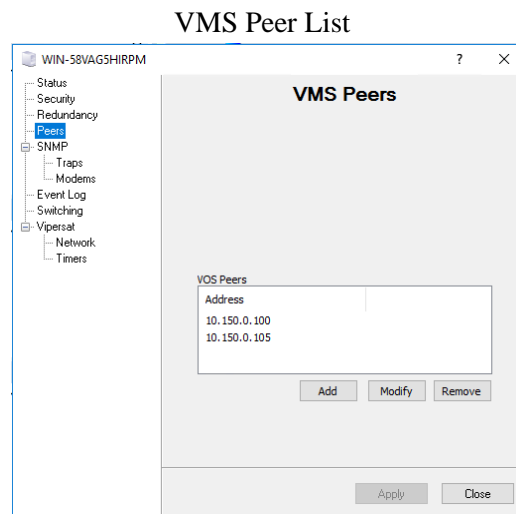 VMS Peer List
WIN-58VAG5HIRPM
?
Status
Security
Redundancy
Peers
SNMP
Traps
Modems
Event Log
Switching
Vipersat
Network
Timers
VMS Peers
VOS Peers
Address
10.150.0.100
10.150.0.105
Add Modify Remove
Apply Close